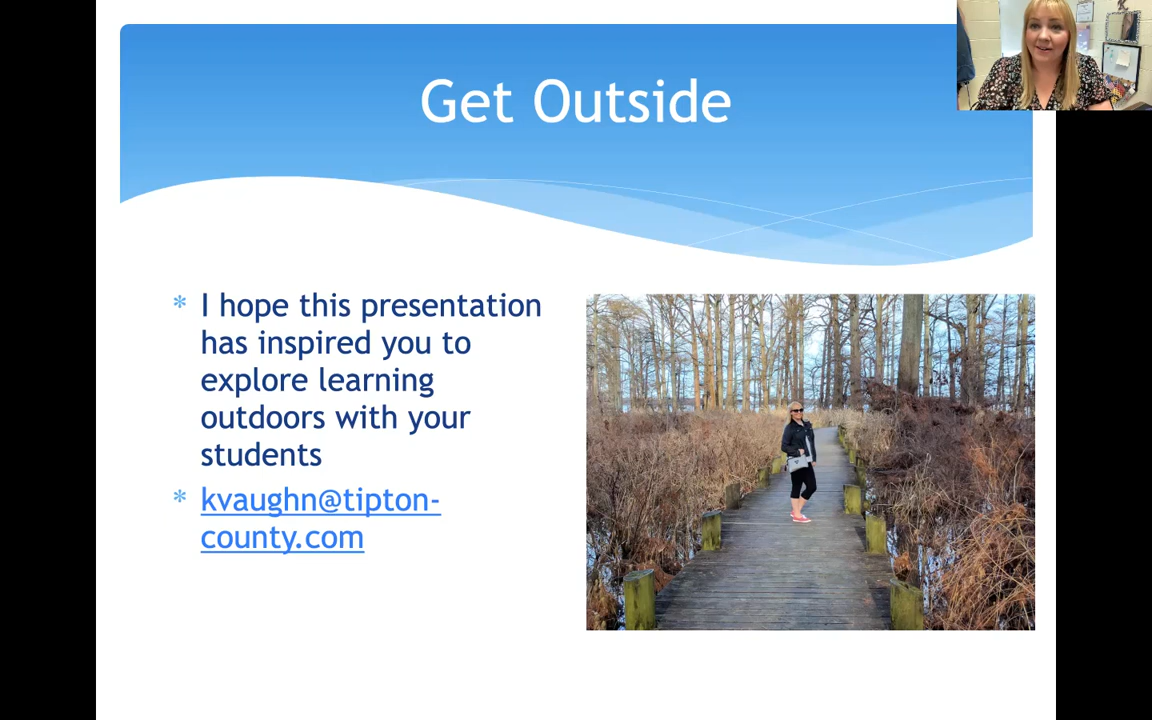 Get Outside
* I hope this presentation
has inspired you to
explore learning
outdoors with your
students
* kvaughn@tipton-
county.com